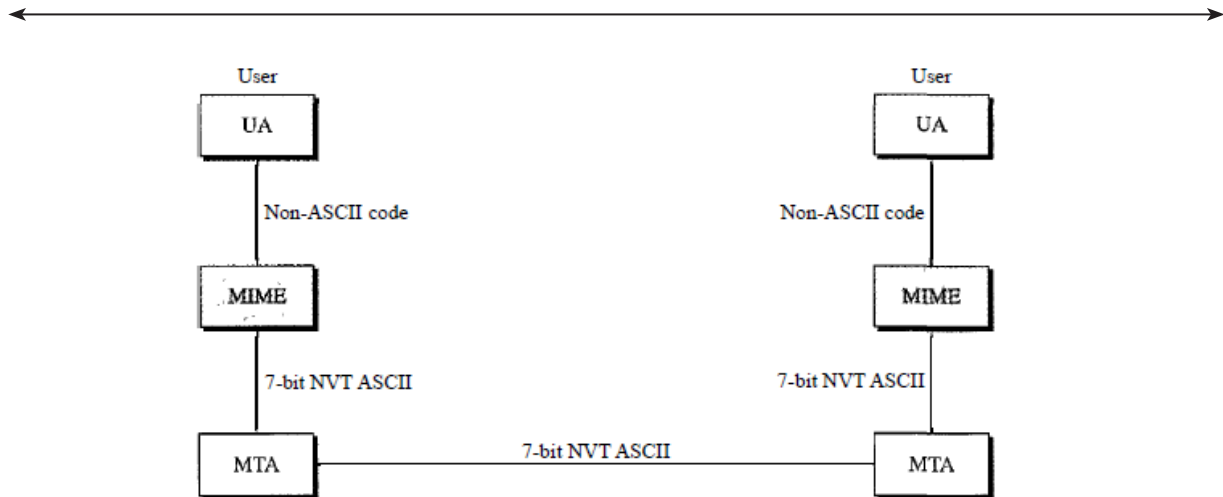 User
User
UA
UA
Non-ASCII code
Non-ASCII code
MIME
MIME
7-bit NVT ASCII
7-bit NVT ASCII
7-bit NVT ASCII
MTA
MTA